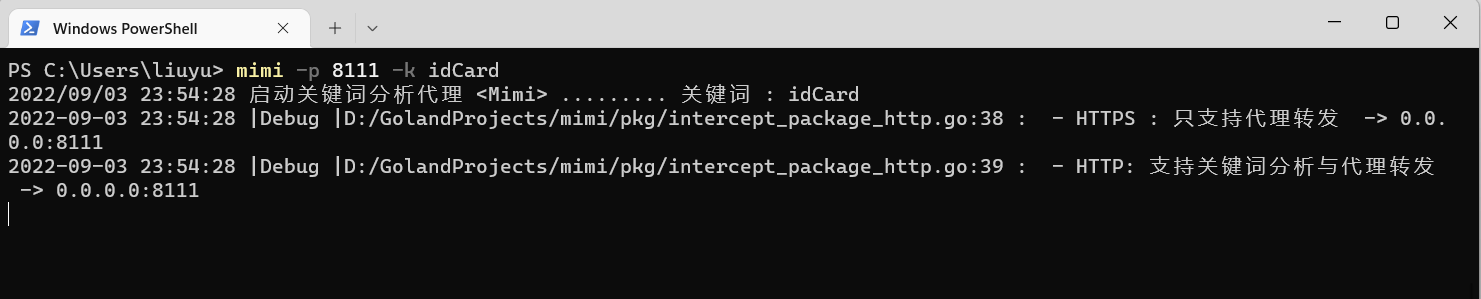 Windows PowerShell
PS C:\Users\liuyu> mimi -p 8111 -k idCard
2022/09/03 23:54:28 启动关键词分析代理 <Mimi> ......... 关键词 : idCard
2022-09-03 23:54:28 |Debug |D:/GolandProjects/mimi/pkg/intercept_package_http.go:38 :  - HTTPS : 只支持代理转发  -> 0.0.
0.0:8111
2022-09-03 23:54:28 |Debug |D:/GolandProjects/mimi/pkg/intercept_package_http.go:39 :  - HTTP: 支持关键词分析与代理转发
 -> 0.0.0.0:8111